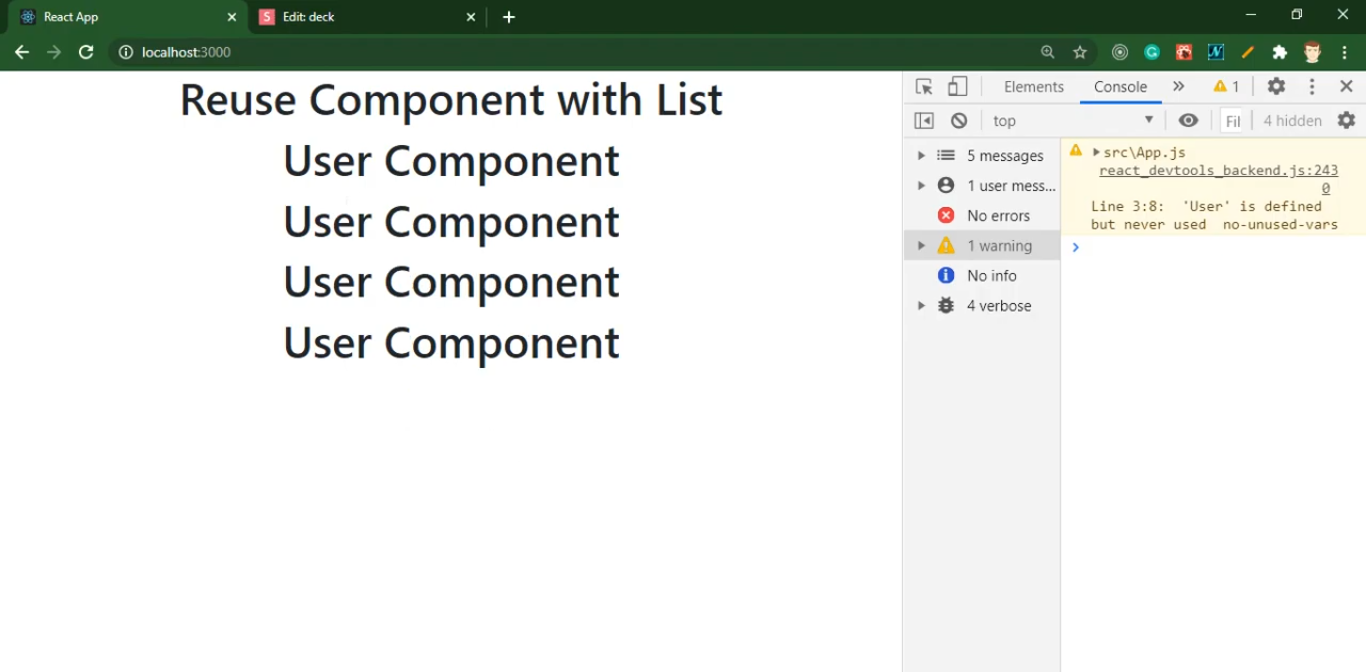 React App
Edit: deck
localhost:3000
Reuse Component with List
User Component
User Component
User Component
User Component
Elements
Console
1
top
Fil
4 hidden
5 messages
1 user mess...
No errors
1 warning
No info
4 verbose
src\App.js
react_devtools_backend.js:243
0
Line 3:8:  'User' is defined
but never used  no-unused-vars